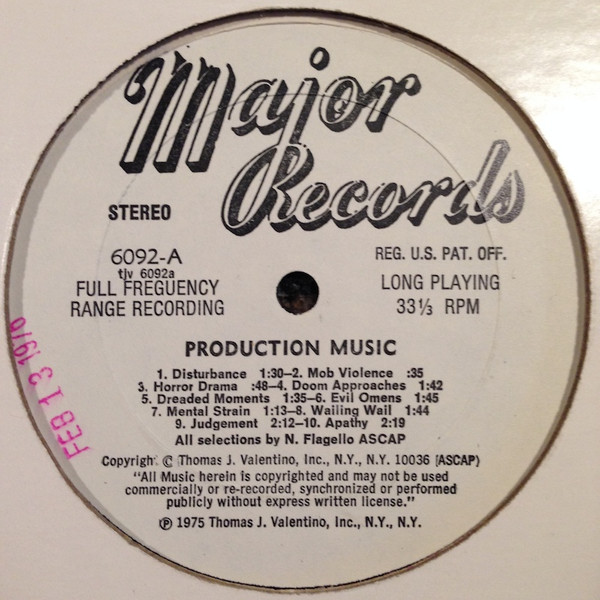 Major
Records
STEREO
6092-A
tjv 6092a
FULL FREGUENCY
RANGE RECORDING
REG. U.S. PAT. OFF.
LONG PLAYING
33⅓ RPM
PRODUCTION MUSIC
1. Disturbance 1:30–2. Mob Violence :35
3. Horror Drama :48–4. Doom Approaches 1:42
5. Dreaded Moments 1:35–6. Evil Omens 1:45
7. Mental Strain 1:13–8. Wailing Wail 1:44
9. Judgement 2:12–10. Apathy 2:19
All selections by N. Flagello ASCAP
Copyright © Thomas J. Valentino, Inc., N.Y., N.Y. 10036 (ASCAP)
"All Music herein is copyrighted and may not be used
commercially or re-recorded, synchronized or performed
publicly without express written license."
℗ 1975 Thomas J. Valentino, Inc., N.Y., N.Y.
FEB 13 1976